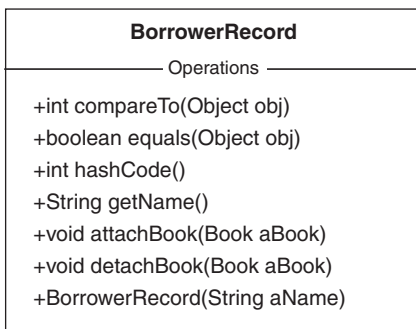 BorrowerRecord
Operations
+int compareTo(Object obj)
+boolean equals(Object obj)
+int hashCode()
+String getName()
+void attachBook(Book aBook)
+void detachBook(Book aBook)
+BorrowerRecord(String aName)